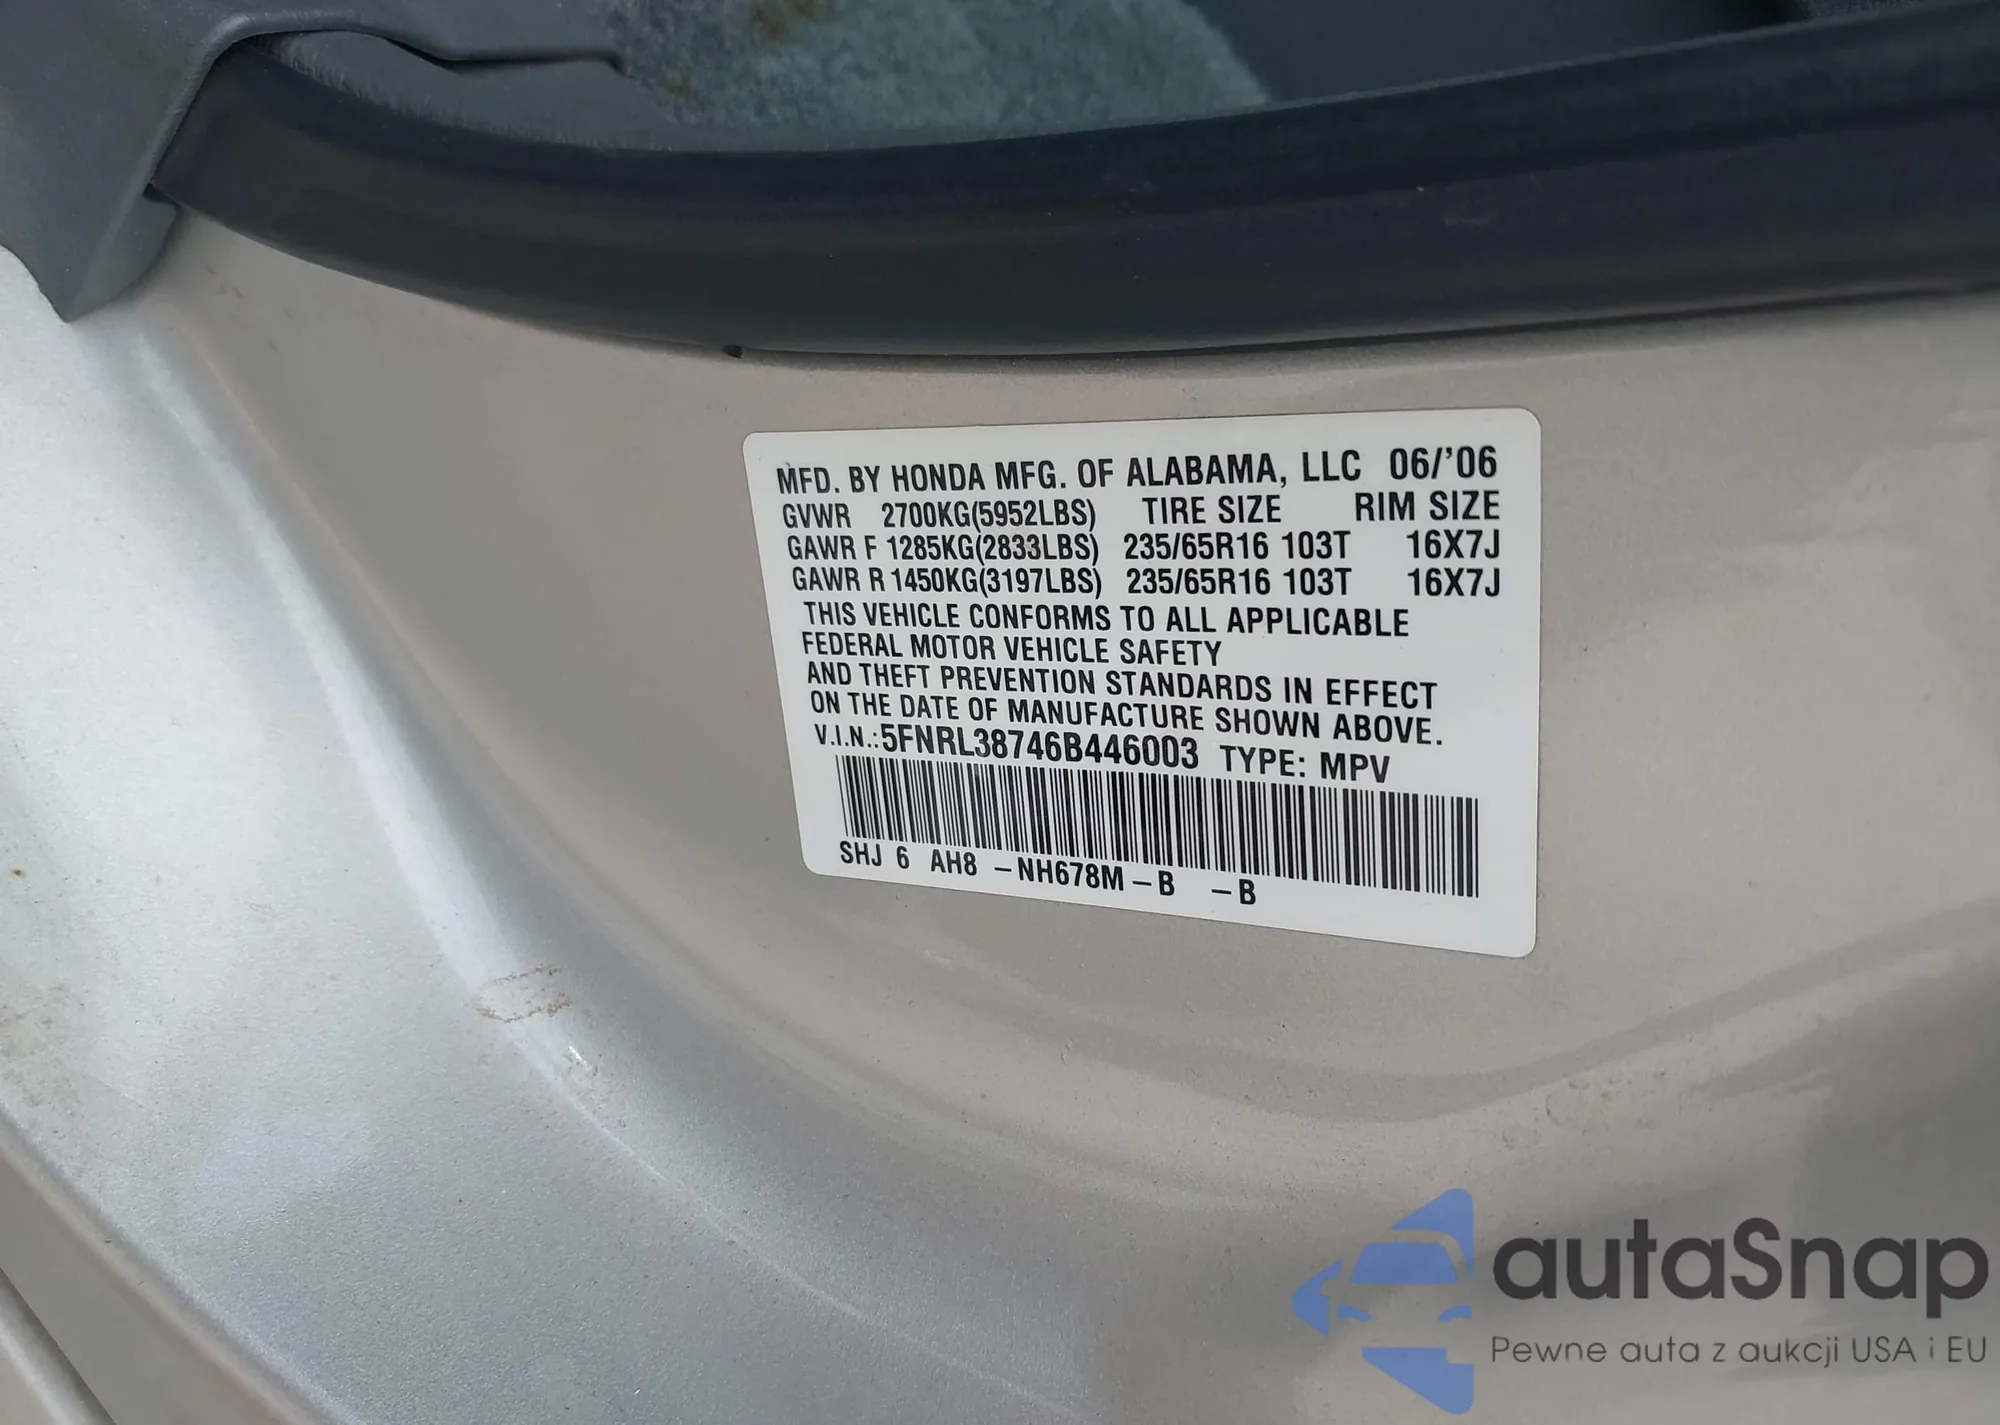 MFD. BY HONDA MFG. OF ALABAMA, LLC 06/'06
GVWR 2700KG(5952LBS) TIRE SIZE RIM SIZE
GAWR F 1285KG(2833LBS) 235/65R16 103T 16X7J
GAWR R 1450KG(3197LBS) 235/65R16 103T 16X7J
THIS VEHICLE CONFORMS TO ALL APPLICABLE
FEDERAL MOTOR VEHICLE SAFETY
AND THEFT PREVENTION STANDARDS IN EFFECT
ON THE DATE OF MANUFACTURE SHOWN ABOVE.
V.I.N.:5FNRL38746B446003 TYPE: MPV
SHJ 6 AH8 -NH678M-B -B
autaSnap
Pewne auta z aukcji USA i EU